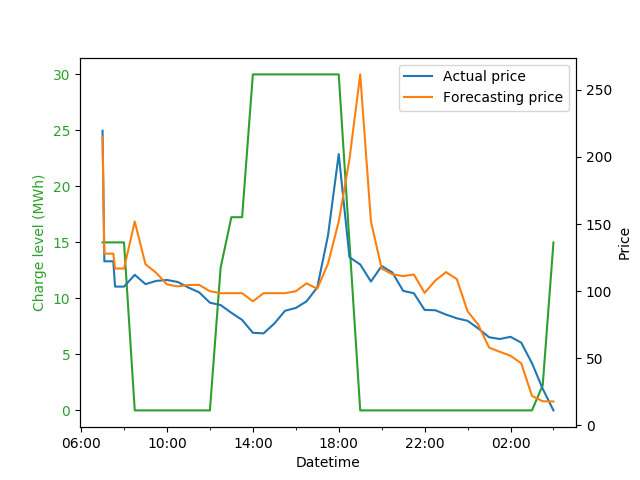 Actual price
Forecasting price
Charge level (MWh)
30
25
20
15
10
5
0
250
200
150
100
50
0
Price
06:00 10:00 14:00 18:00 22:00 02:00
Datetime